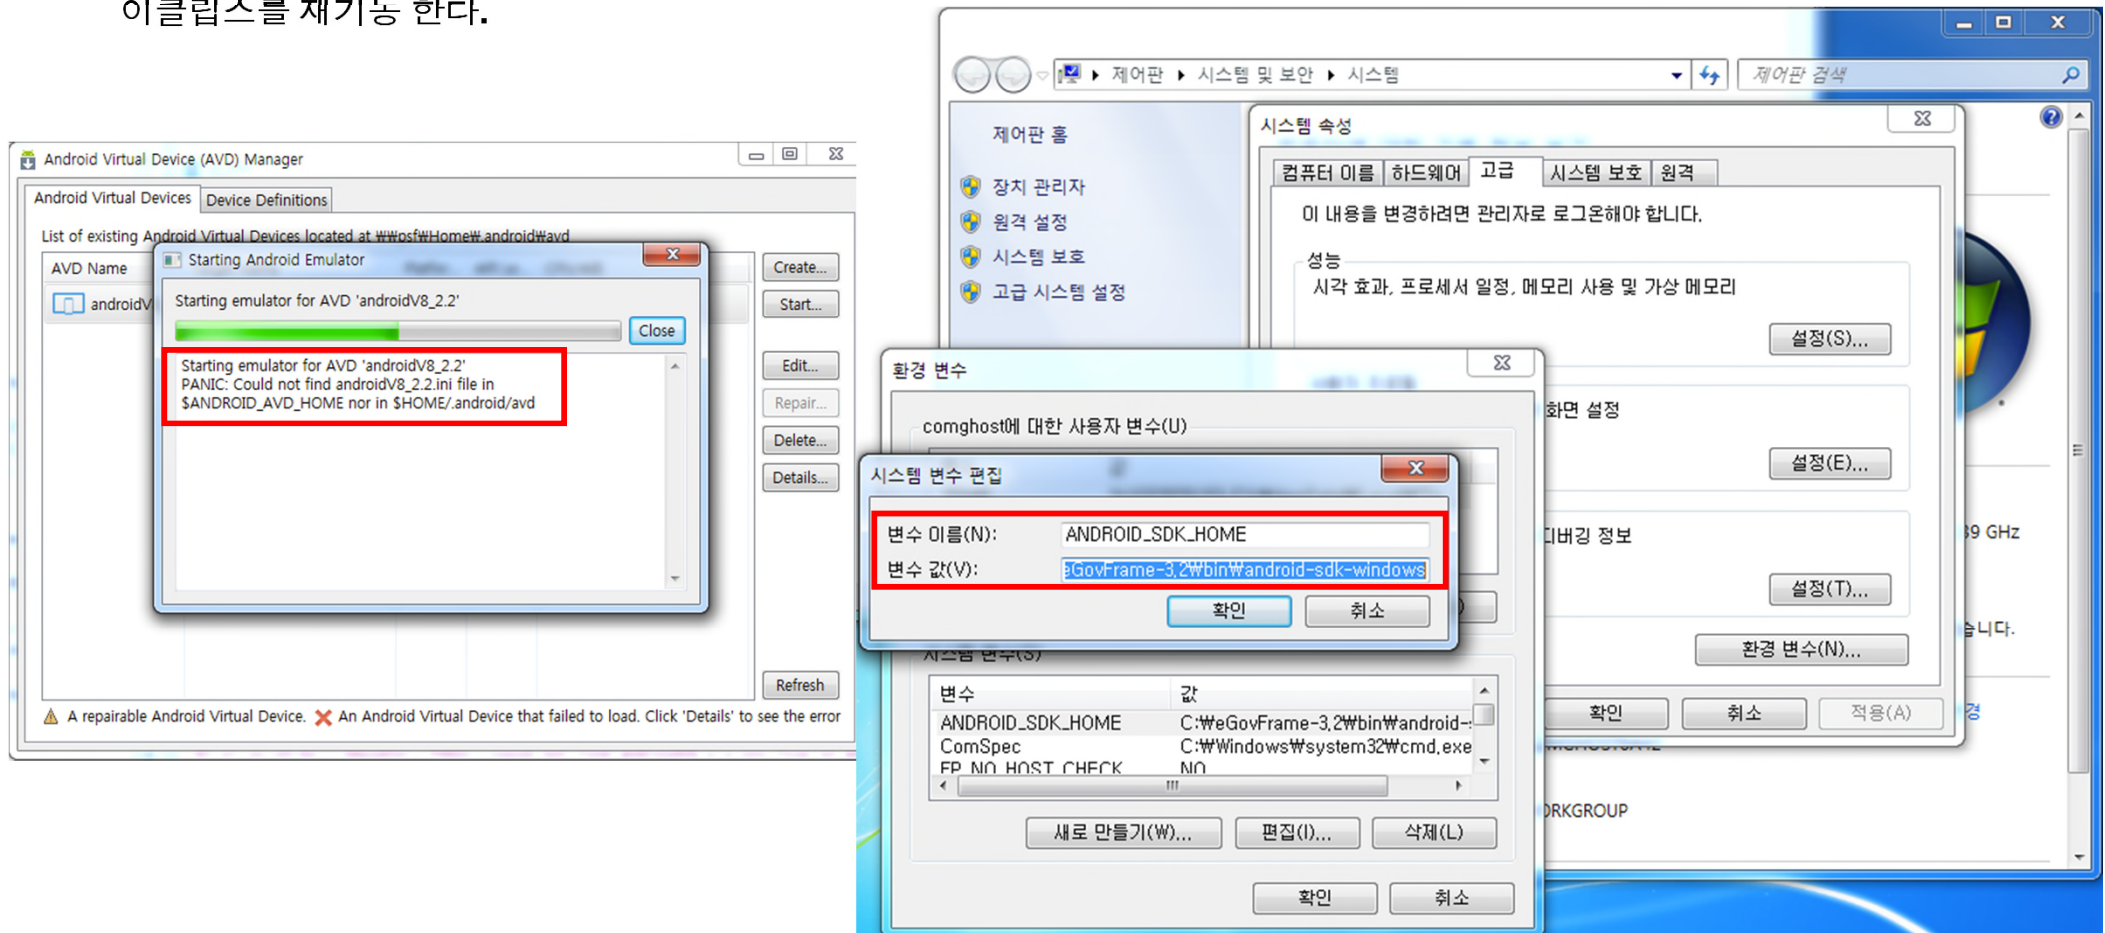 이클립스를 재기동 한다.
Android Virtual Device (AVD) Manager
Android Virtual Devices
Device Definitions
List of existing Android Virtual Devices located at ₩₩psf₩Home₩.android₩avd
AVD Name
androidV
Create...
Start...
Edit...
Repair...
Delete...
Details...
Refresh
Starting Android Emulator
Starting emulator for AVD 'androidV8_2.2'
Close
Starting emulator for AVD 'androidV8_2.2'
PANIC: Could not find androidV8_2.2.ini file in
$ANDROID_AVD_HOME nor in $HOME/.android/avd
A repairable Android Virtual Device. An Android Virtual Device that failed to load. Click 'Details' to see the error
제어판 시스템 및 보안 시스템
제어판 검색
제어판 홈
장치 관리자
원격 설정
시스템 보호
고급 시스템 설정
시스템 속성
컴퓨터 이름 하드웨어 고급 시스템 보호 원격
이 내용을 변경하려면 관리자로 로그온해야 합니다.
성능
시각 효과, 프로세서 일정, 메모리 사용 및 가상 메모리
설정(S)...
화면 설정
설정(E)...
디버깅 정보
설정(T)...
환경 변수(N)...
확인 취소 적용(A)
39 GHz
습니다.
경
ORKGROUP
환경 변수
comghost에 대한 사용자 변수(U)
시스템 변수 편집
변수 이름(N): ANDROID_SDK_HOME
변수 값(V): eGovFrame-3.2₩bin₩android-sdk-windows
확인 취소
시스템 변수(S)
변수 값
ANDROID_SDK_HOME C:₩eGovFrame-3.2₩bin₩android-s
ComSpec C:₩Windows₩system32₩cmd.exe
FP_NO_HOST_CHECK NO
새로 만들기(W)... 편집(I)... 삭제(L)
확인 취소